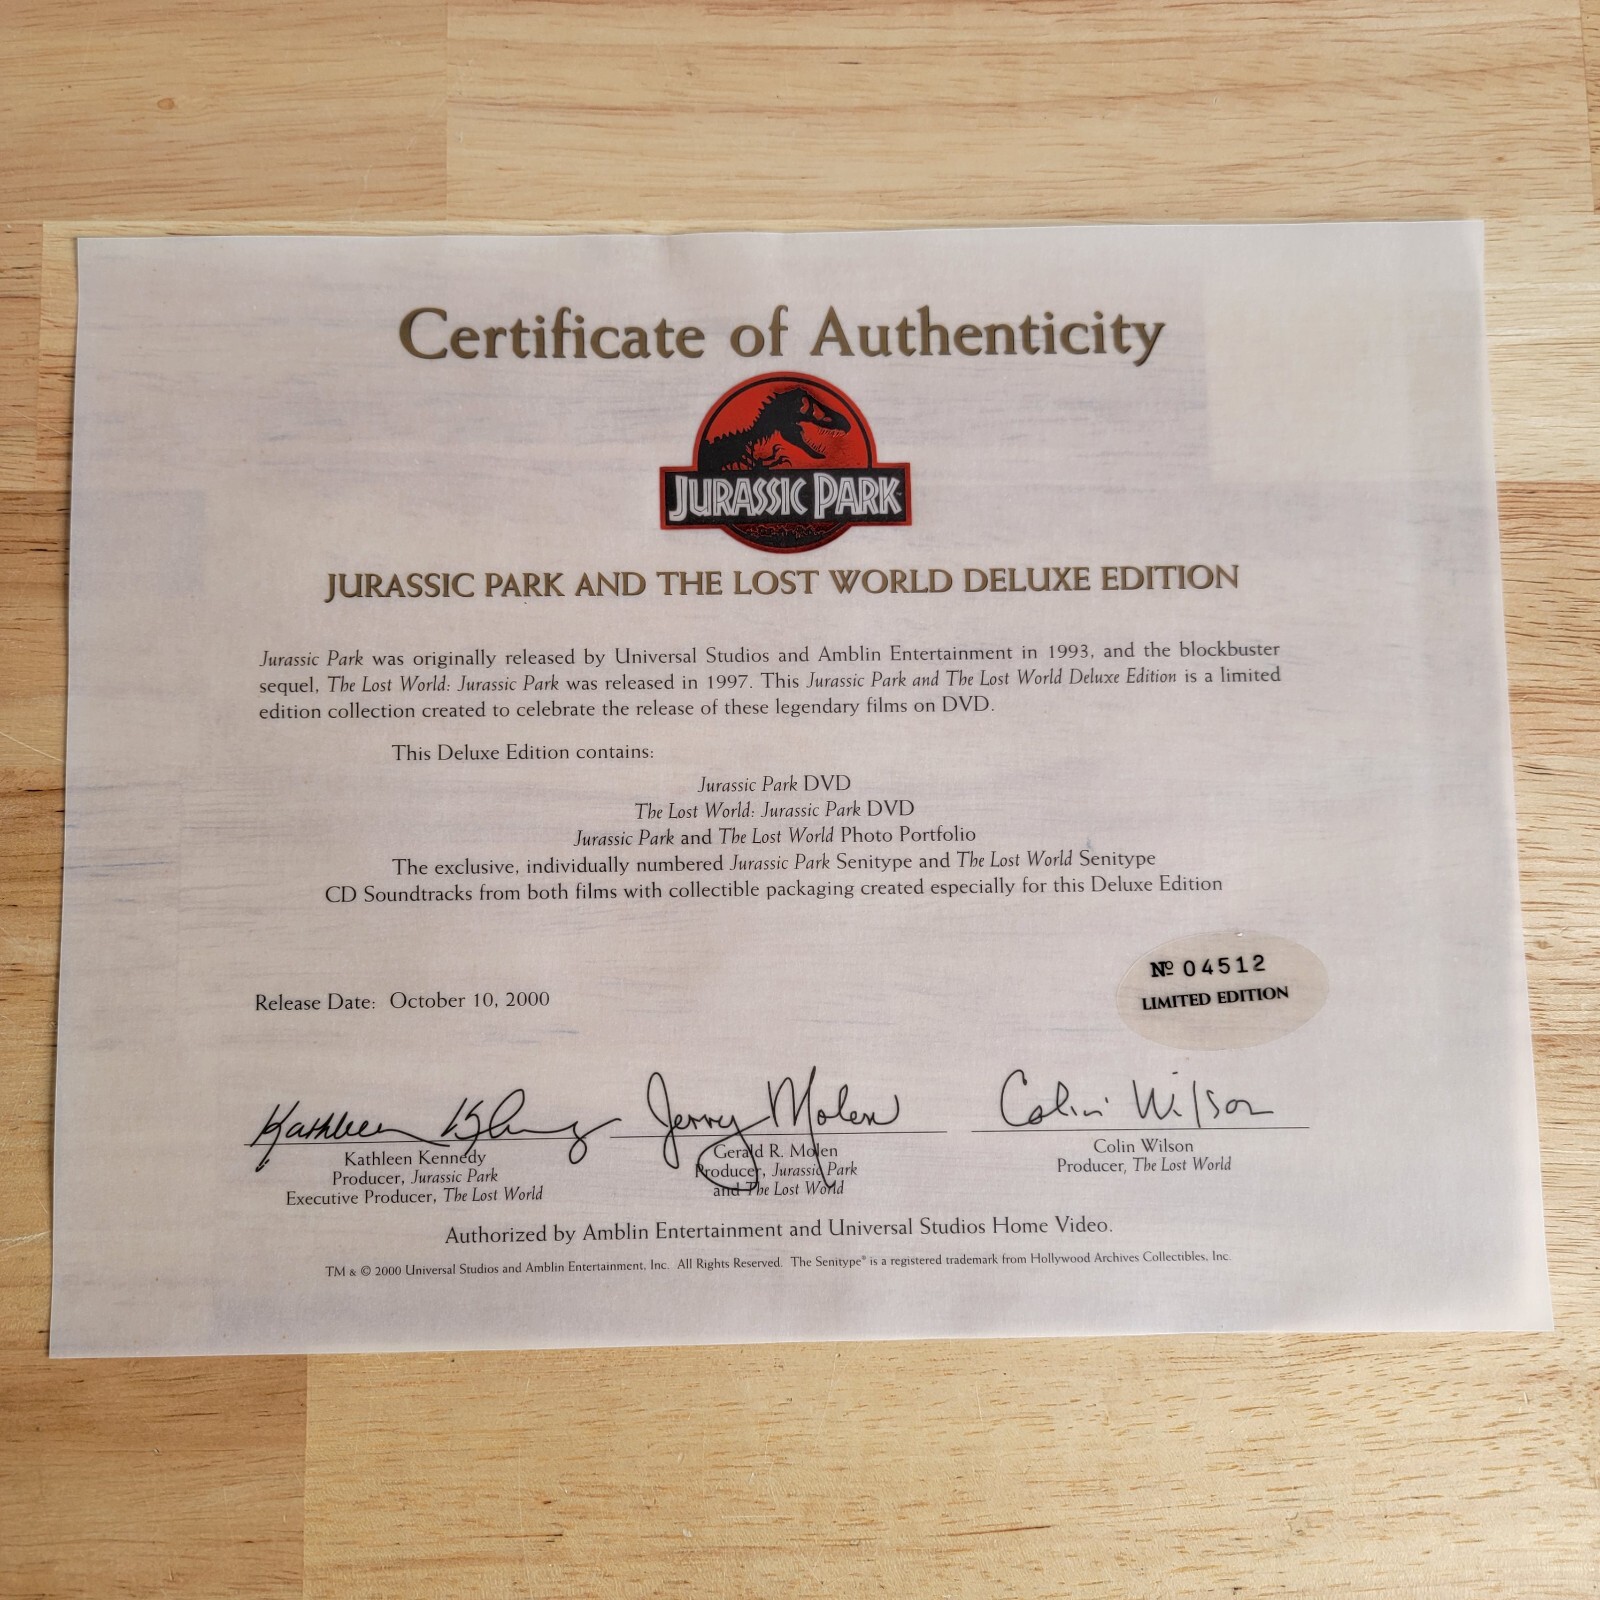 Certificate of Authenticity
JURASSIC PARK
JURASSIC PARK AND THE LOST WORLD DELUXE EDITION
Jurassic Park was originally released by Universal Studios and Amblin Entertainment in 1993, and the blockbuster
sequel, The Lost World: Jurassic Park was released in 1997. This Jurassic Park and The Lost World Deluxe Edition is a limited
edition collection created to celebrate the release of these legendary films on DVD.
This Deluxe Edition contains:
Jurassic Park DVD
The Lost World: Jurassic Park DVD
Jurassic Park and The Lost World Photo Portfolio
The exclusive, individually numbered Jurassic Park Senitype and The Lost World Senitype
CD Soundtracks from both films with collectible packaging created especially for this Deluxe Edition
Nº 04512
LIMITED EDITION
Release Date: October 10, 2000
Kathleen Kennedy
Jerry Molen
Colin Wilson
Kathleen Kennedy
Producer, Jurassic Park
Executive Producer, The Lost World
Gerald R. Molen
Producer, Jurassic Park
and The Lost World
Colin Wilson
Producer, The Lost World
Authorized by Amblin Entertainment and Universal Studios Home Video.
TM & © 2000 Universal Studios and Amblin Entertainment, Inc. All Rights Reserved. The Senitype® is a registered trademark from Hollywood Archives Collectibles, Inc.